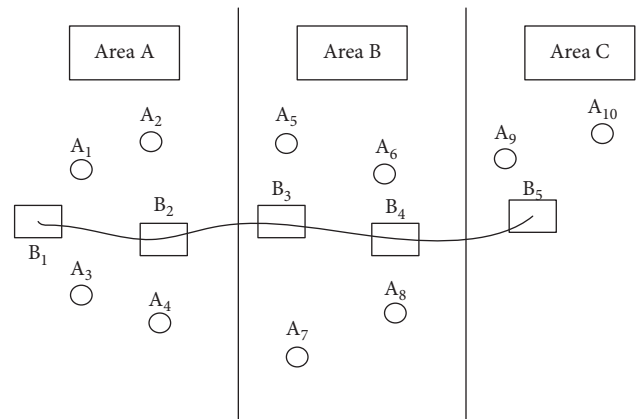 Area A
Area B
Area C
A₁
A₂
A₅
A₆
A₉
A₁₀
B₁
B₂
B₃
B₄
B₅
A₃
A₄
A₇
A₈